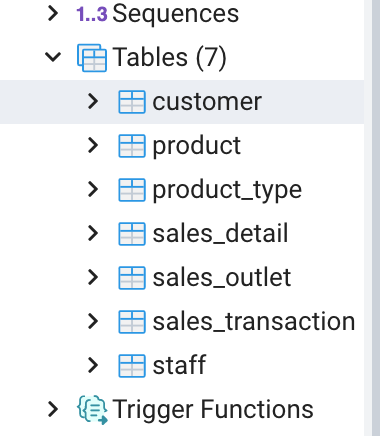 1..3 Sequences
Tables (7)
customer
product
product_type
sales_detail
sales_outlet
sales_transaction
staff
Trigger Functions